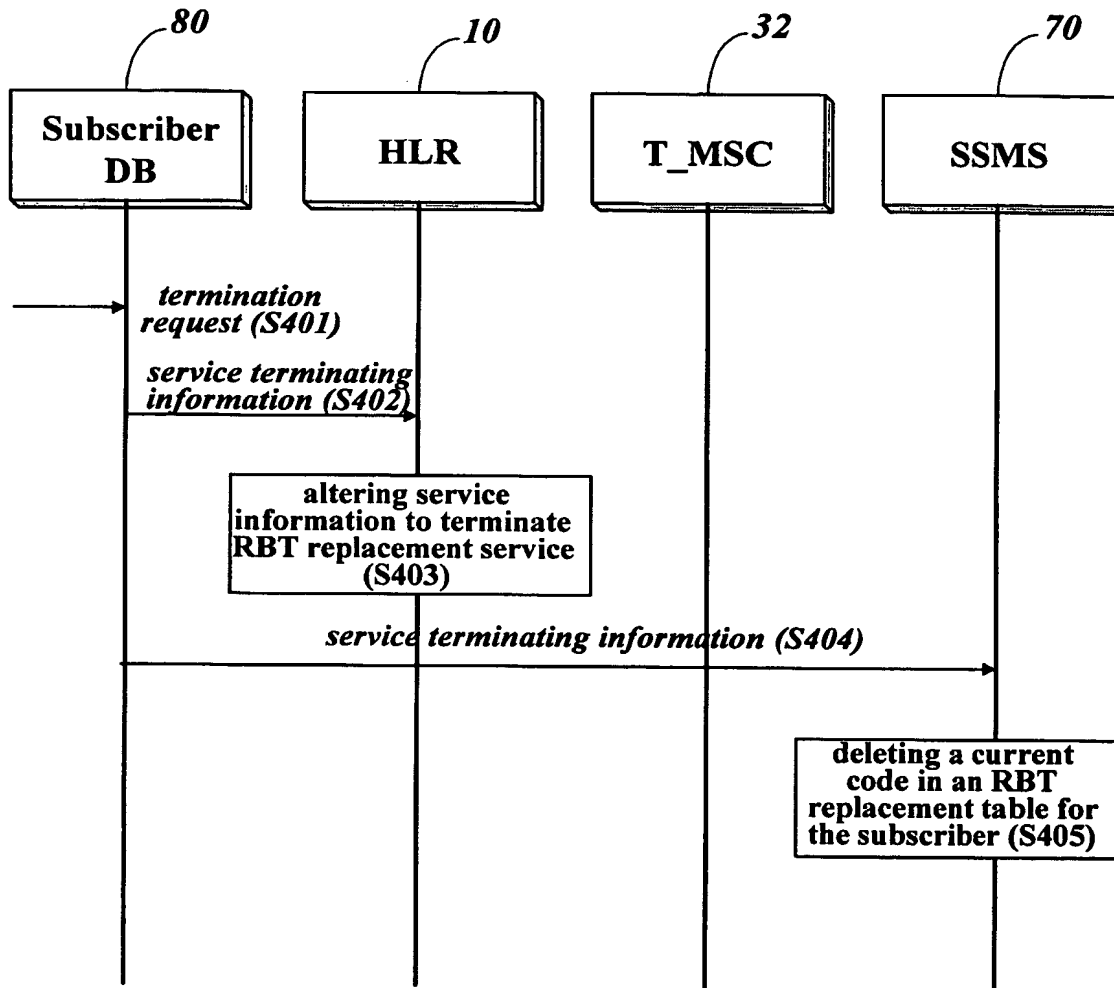 80
10
32
70
Subscriber
DB
HLR
T_MSC
SSMS
termination
request (S401)
service terminating
information (S402)
altering service
information to terminate
RBT replacement service
(S403)
service terminating information (S404)
deleting a current
code in an RBT
replacement table for
the subscriber (S405)